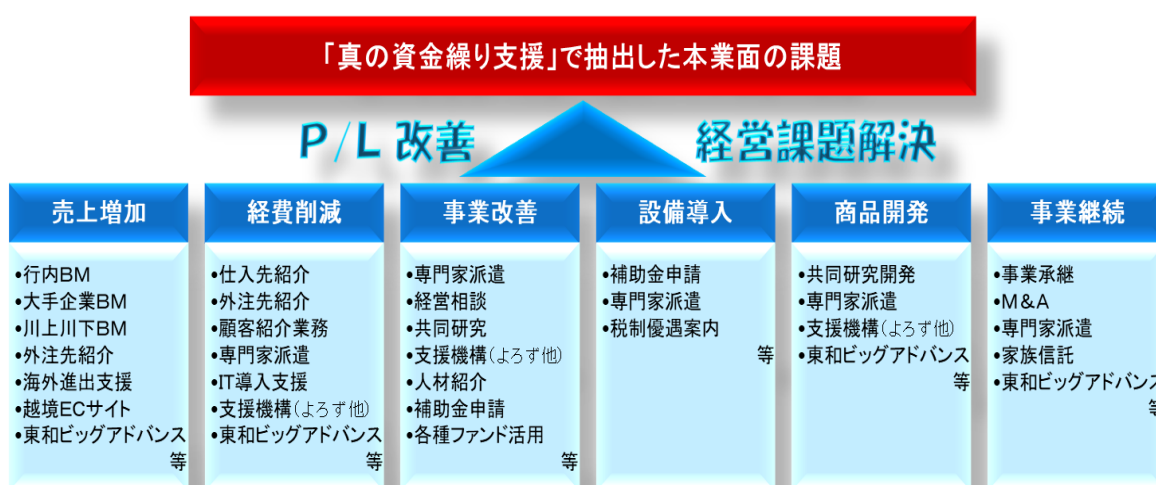 「真の資金繰り支援」で抽出した本業面の課題
P/L改善
経営課題解決
売上増加
•行内BM
•大手企業BM
•川上川下BM
•外注先紹介
•海外進出支援
•越境ECサイト
•東和ビッグアドバンス
等
経費削減
•仕入先紹介
•外注先紹介
•顧客紹介業務
•専門家派遣
•IT導入支援
•支援機構(よろず他)
•東和ビッグアドバンス
等
事業改善
•専門家派遣
•経営相談
•共同研究
•支援機構(よろず他)
•人材紹介
•補助金申請
•各種ファンド活用
等
設備導入
•補助金申請
•専門家派遣
•税制優遇案内
等
商品開発
•共同研究開発
•専門家派遣
•支援機構(よろず他)
•東和ビッグアドバンス
等
事業継続
•事業承継
•M&A
•専門家派遣
•家族信託
•東和ビッグアドバンス
等